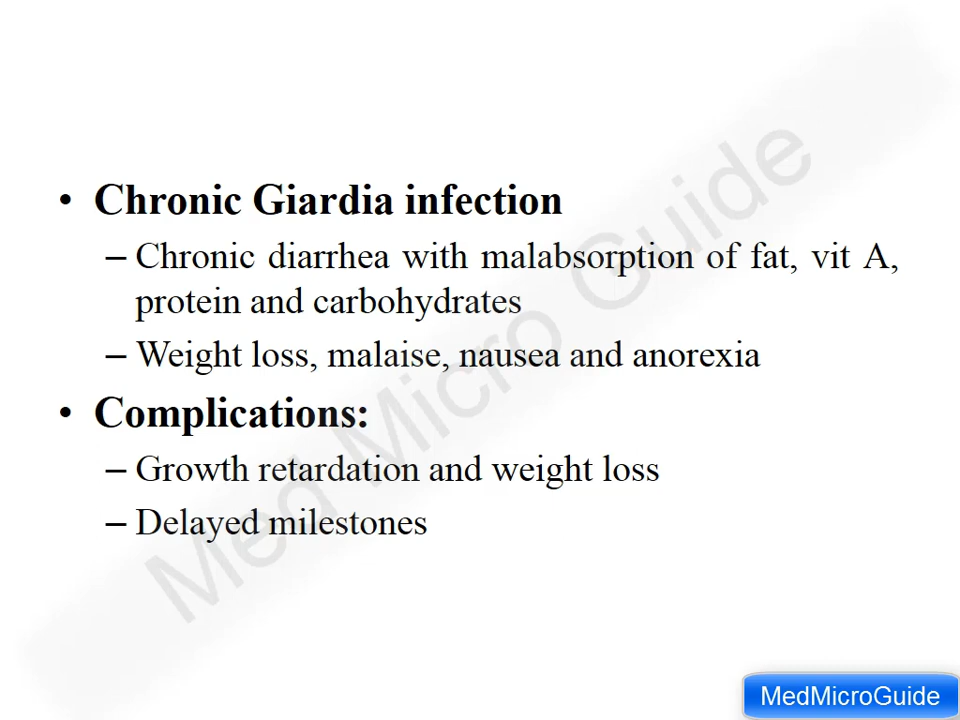 • Chronic Giardia infection
– Chronic diarrhea with malabsorption of fat, vit A,
protein and carbohydrates
– Weight loss, malaise, nausea and anorexia
• Complications:
– Growth retardation and weight loss
– Delayed milestones
Med Micro Guide
MedMicroGuide